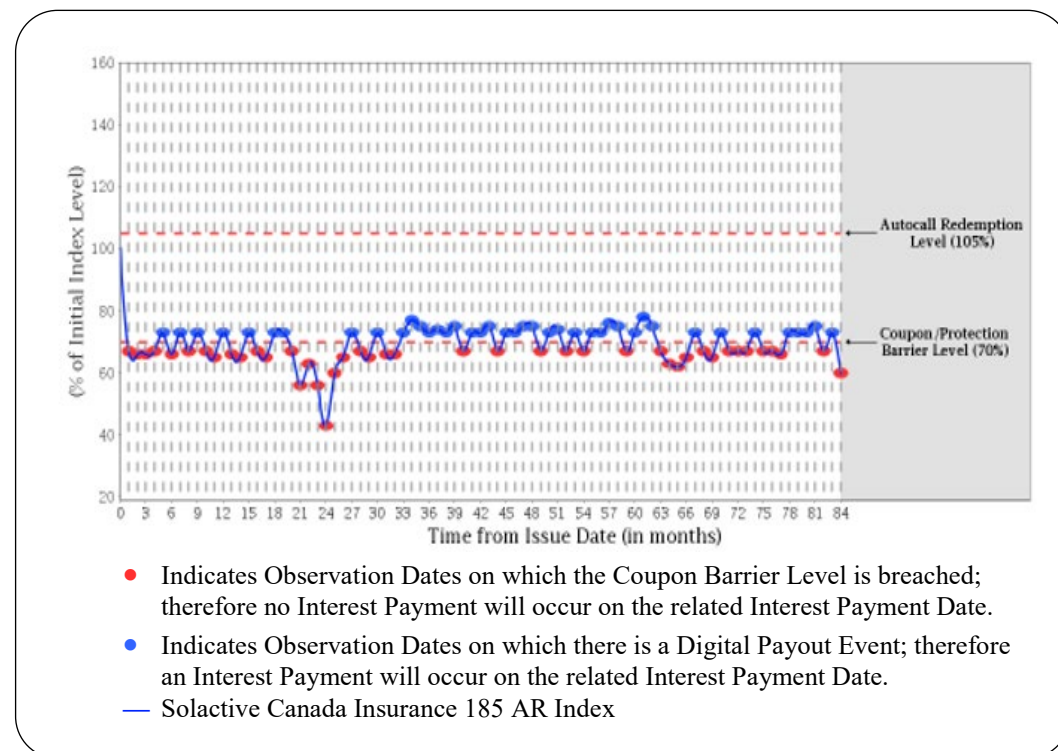 160
140
120
100
80
60
40
20
(% of Initial Index Level)
Autocall Redemption
Level (105%)
Coupon/Protection
Barrier Level (70%)
0 3 6 9 12 15 18 21 24 27 30 33 36 39 42 45 48 51 54 57 60 63 66 69 72 75 78 81 84
Time from Issue Date (in months)
Indicates Observation Dates on which the Coupon Barrier Level is breached;
therefore no Interest Payment will occur on the related Interest Payment Date.
Indicates Observation Dates on which there is a Digital Payout Event; therefore
an Interest Payment will occur on the related Interest Payment Date.
Solactive Canada Insurance 185 AR Index